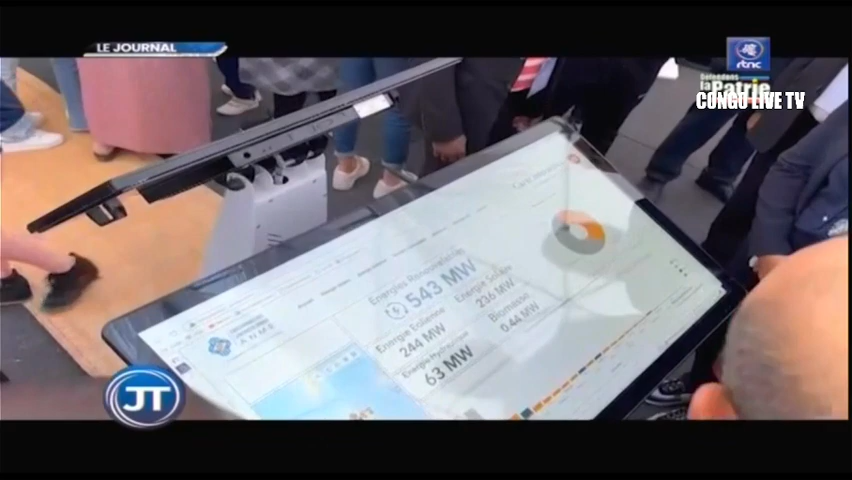 LE JOURNAL
rtnc
Défendons
la Patrie
CONGO LIVE TV
Energies Renouvelables
543 MW
Energie Eolienne
244 MW
Energie Solaire
236 MW
Energie Hydraulique
63 MW
Biomasse
0.44 MW
ANME
JT